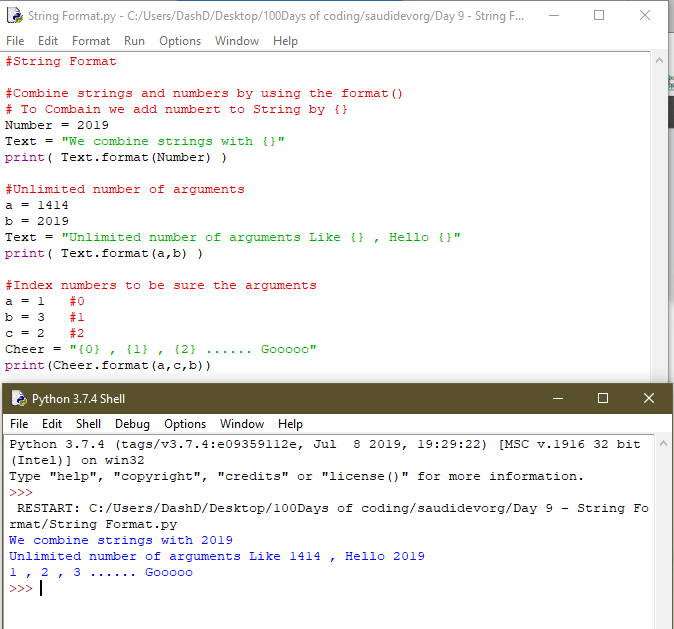 String Format.py - C:/Users/DashD/Desktop/100Days of coding/saudidevorg/Day 9 - String F...
File Edit Format Run Options Window Help
#String Format
#Combine strings and numbers by using the format()
# To Combain we add numbert to String by {}
Number = 2019
Text = "We combine strings with {}"
print( Text.format(Number) )
#Unlimited number of arguments
a = 1414
b = 2019
Text = "Unlimited number of arguments Like {} , Hello {}"
print( Text.format(a,b) )
#Index numbers to be sure the arguments
a = 1   #0
b = 3   #1
c = 2   #2
Cheer = "{0} , {1} , {2} ...... Gooooo"
print(Cheer.format(a,c,b))
Python 3.7.4 Shell
File Edit Shell Debug Options Window Help
Python 3.7.4 (tags/v3.7.4:e09359112e, Jul  8 2019, 19:29:22) [MSC v.1916 32 bit
(Intel)] on win32
Type "help", "copyright", "credits" or "license()" for more information.
>>>
 RESTART: C:/Users/DashD/Desktop/100Days of coding/saudidevorg/Day 9 - String Fo
rmat/String Format.py
We combine strings with 2019
Unlimited number of arguments Like 1414 , Hello 2019
1 , 2 , 3 ...... Gooooo
>>>